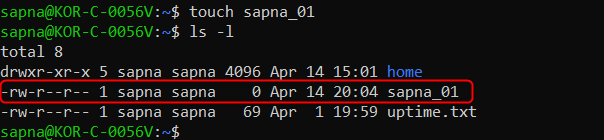 sapna@KOR-C-0056V:~$ touch sapna_01
sapna@KOR-C-0056V:~$ ls -l
total 8
drwxr-xr-x 5 sapna sapna 4096 Apr 14 15:01 home
-rw-r--r-- 1 sapna sapna    0 Apr 14 20:04 sapna_01
-rw-r--r-- 1 sapna sapna   69 Apr  1 19:59 uptime.txt
sapna@KOR-C-0056V:~$